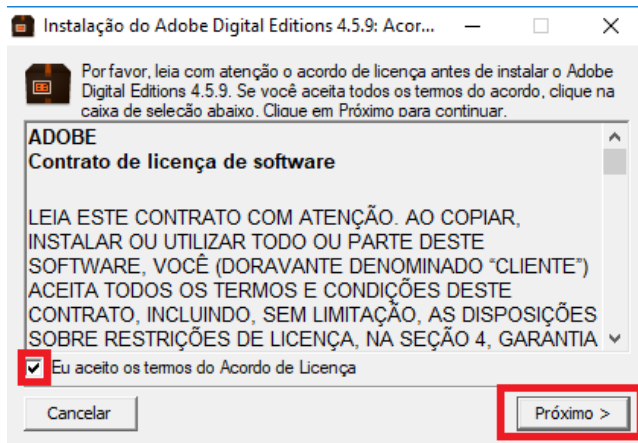 Instalação do Adobe Digital Editions 4.5.9: Acor...
Por favor, leia com atenção o acordo de licença antes de instalar o Adobe
Digital Editions 4.5.9. Se você aceita todos os termos do acordo, clique na
caixa de seleção abaixo. Clique em Próximo para continuar.
ADOBE
Contrato de licença de software
LEIA ESTE CONTRATO COM ATENÇÃO. AO COPIAR,
INSTALAR OU UTILIZAR TODO OU PARTE DESTE
SOFTWARE, VOCÊ (DORAVANTE DENOMINADO “CLIENTE”)
ACEITA TODOS OS TERMOS E CONDIÇÕES DESTE
CONTRATO, INCLUINDO, SEM LIMITAÇÃO, AS DISPOSIÇÕES
SOBRE RESTRIÇÕES DE LICENÇA, NA SEÇÃO 4, GARANTIA
Eu aceito os termos do Acordo de Licença
Cancelar
Próximo >